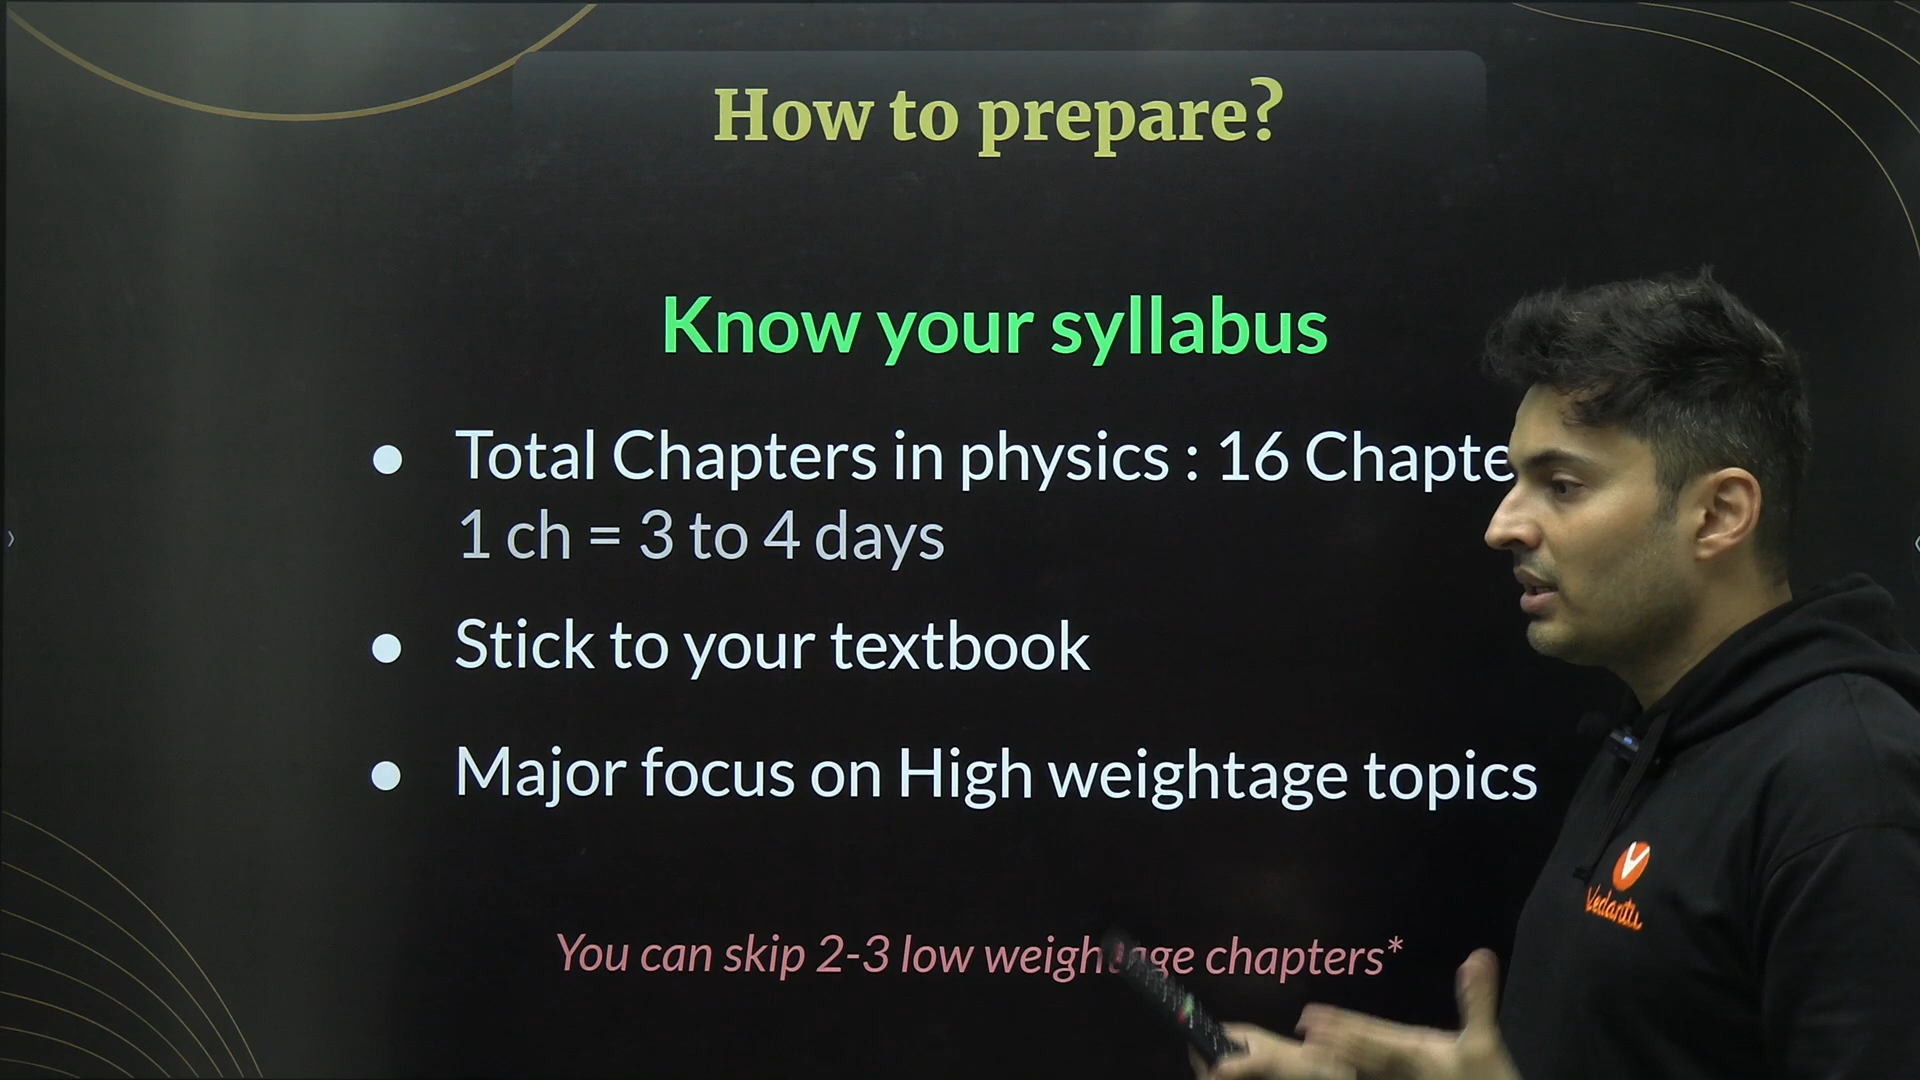 How to prepare?
Know your syllabus
● Total Chapters in physics : 16 Chapte
1 ch = 3 to 4 days
● Stick to your textbook
● Major focus on High weightage topics
Vedantu
You can skip 2-3 low weightage chapters*